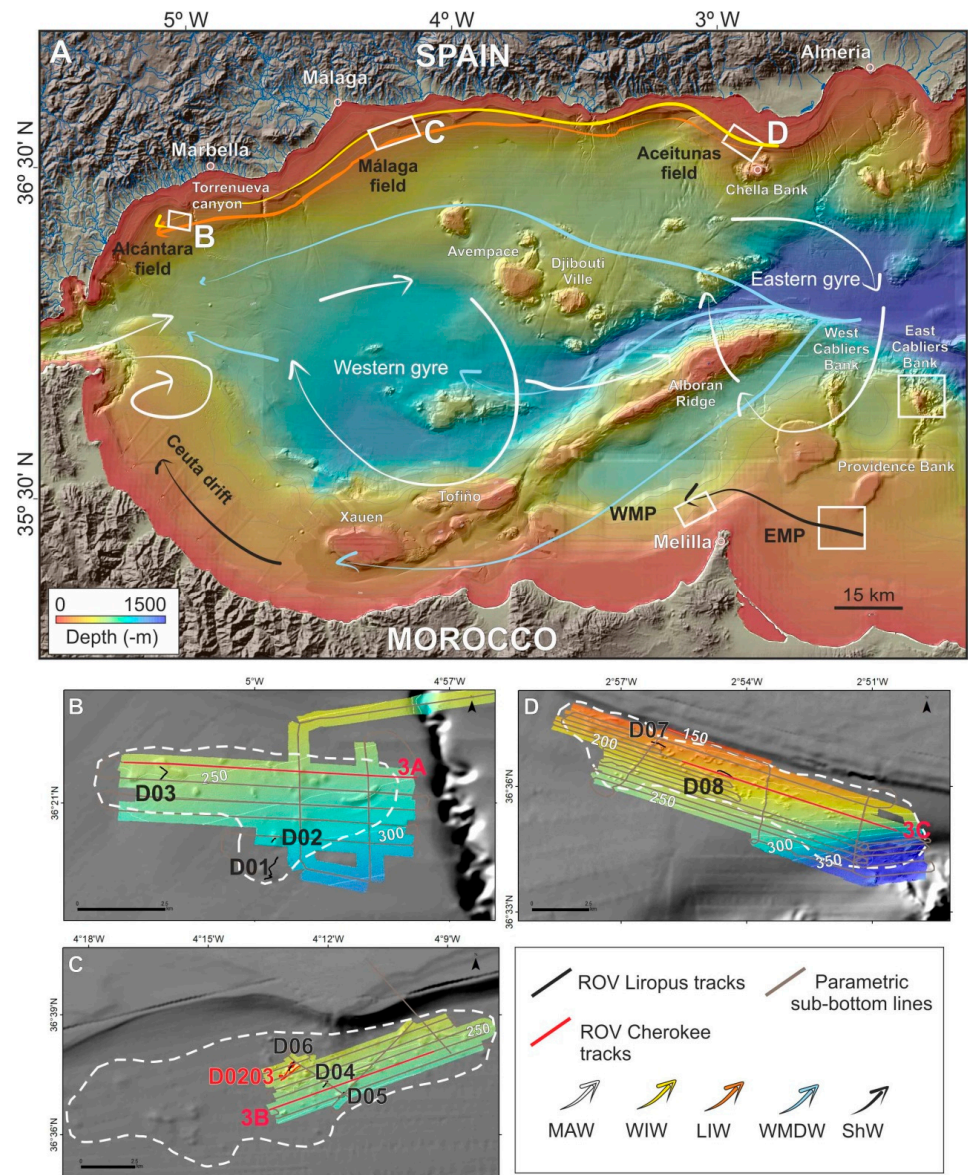 5°W
4° W
3°W
A
SPAIN
Almeria
Málaga
Marbella
C
D
36° 30' N
Málaga
field
Aceitunas
field
Torrenueva
canyon
Chella Bank
B
Alcántara
field
Avempace
Djibouti
Ville
Eastern gyre
Western gyre
West
Cabliers
Bank
East
Cabliers
Bank
Alboran
Ridge
35° 30' N
Ceuta drift
Providence Bank
Tofiño
Xauen
WMP
EMP
Melilla
0 1500
Depth (-m)
15 km
MOROCCO
B
5°W
4°57'W
36°21'N
3A
250
D03
D02
300
D01
D
2°57'W
2°54'W
2°51'W
D07
150
200
36°36'N
D08
250
3C
300
350
36°33'N
C
4°18'W
4°15'W
4°12'W
4°9'W
36°39'N
250
D06
D0203
D04
D05
3B
36°36'N
ROV Liropus tracks
Parametric
sub-bottom lines
ROV Cherokee
tracks
MAW
WIW
LIW
WMDW
ShW